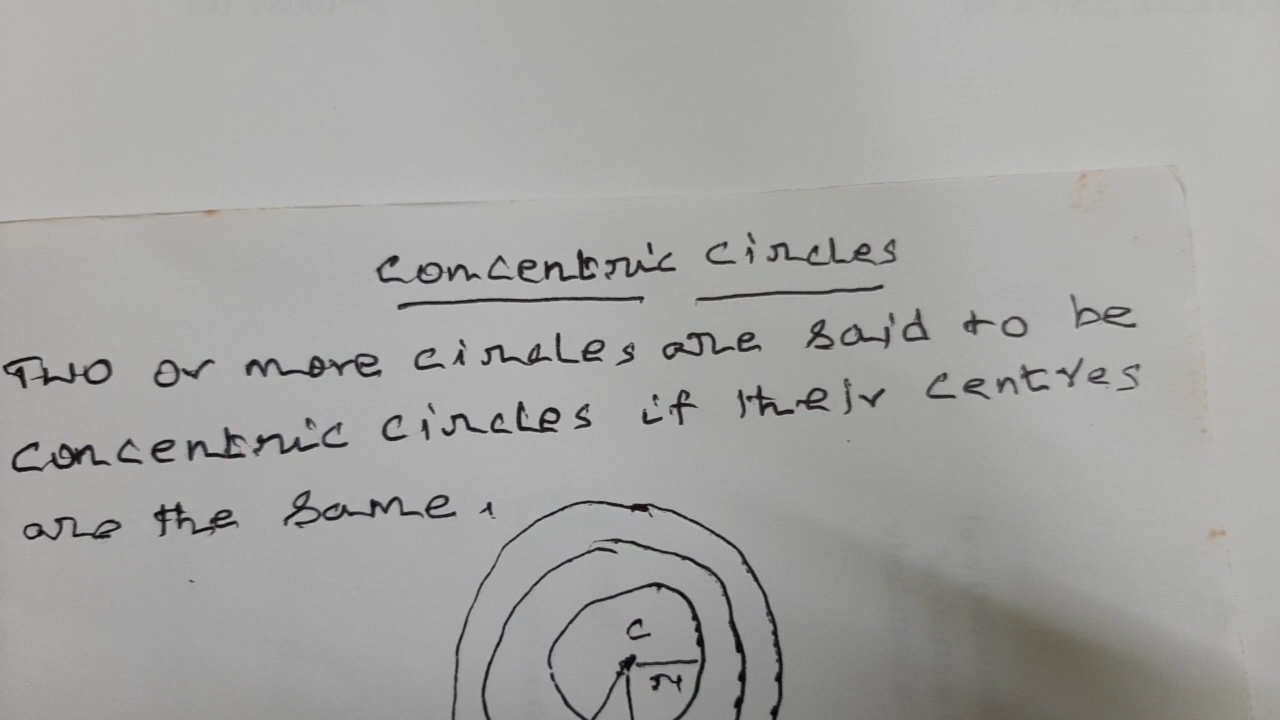 Concentric circles
Two or more circles are said to be
concentric circles if their centres
are the same.
C